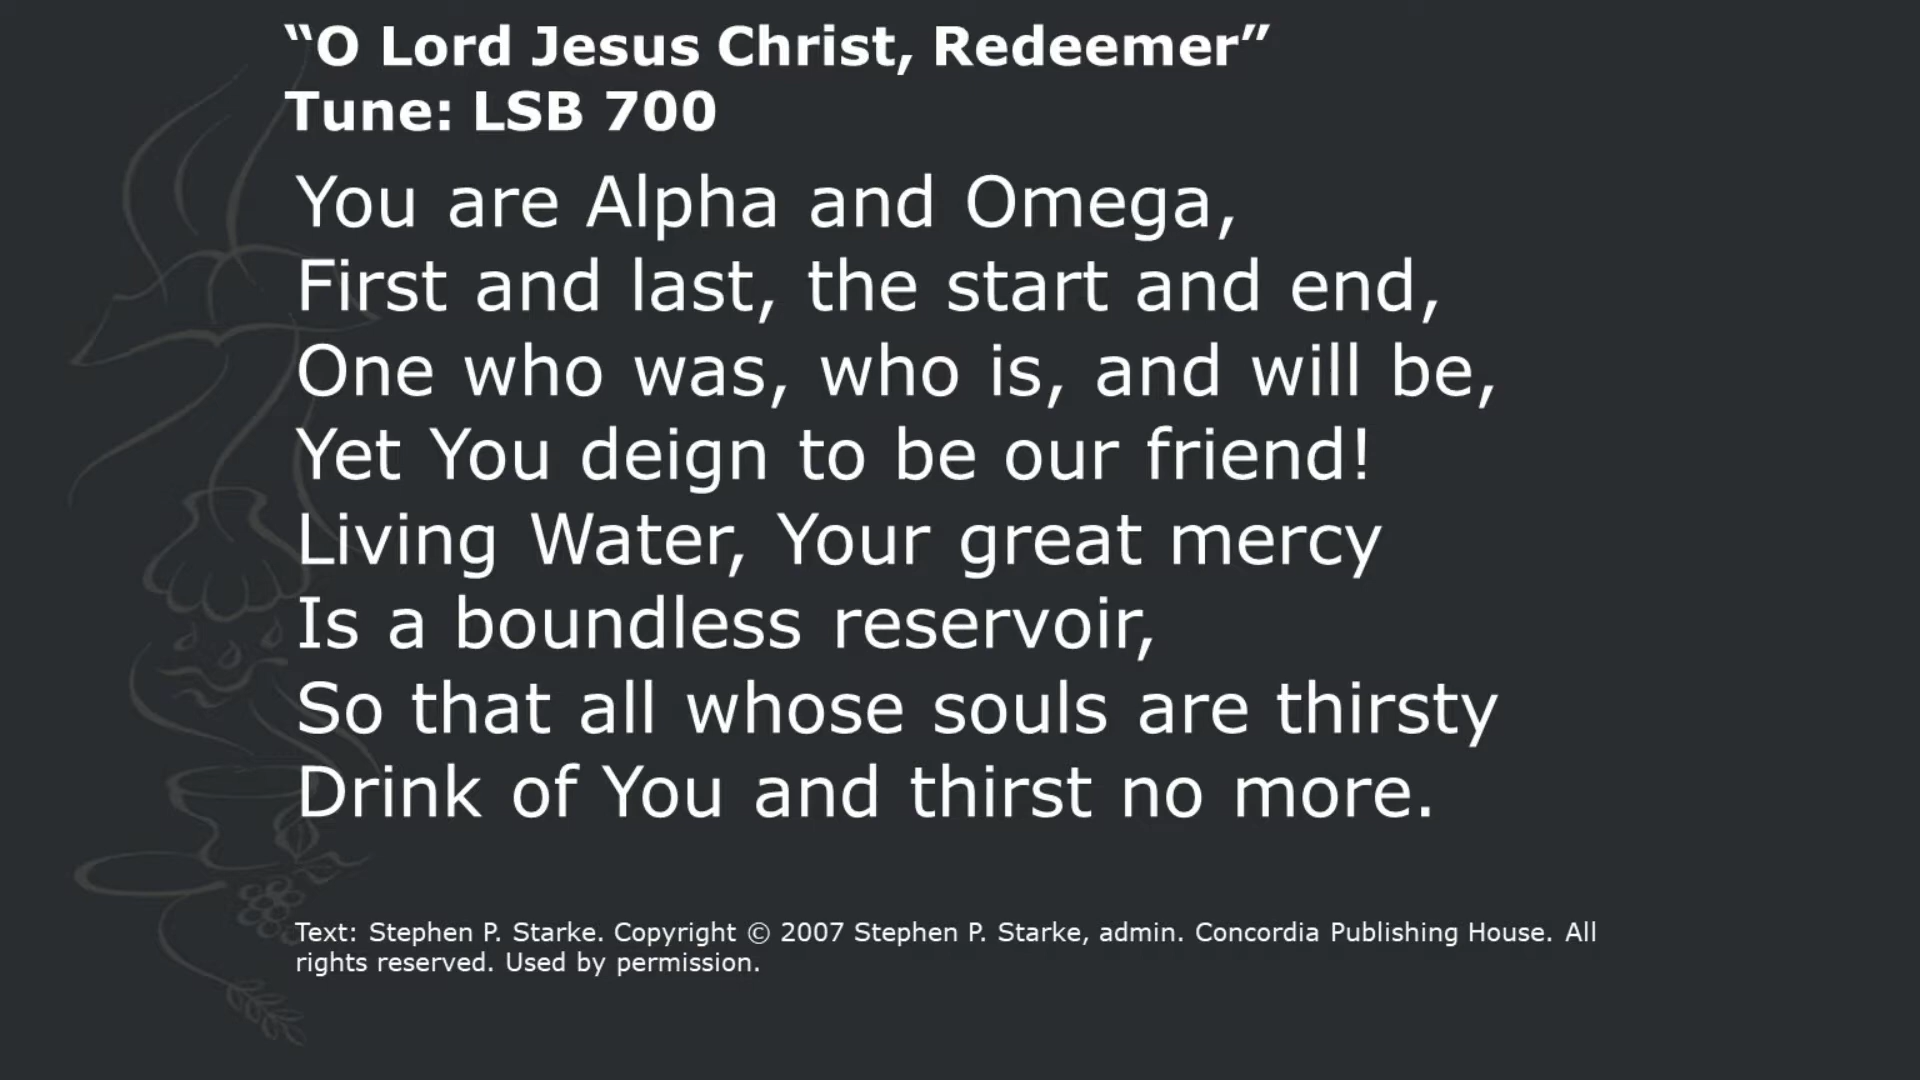 “O Lord Jesus Christ, Redeemer”
Tune: LSB 700
You are Alpha and Omega,
First and last, the start and end,
One who was, who is, and will be,
Yet You deign to be our friend!
Living Water, Your great mercy
Is a boundless reservoir,
So that all whose souls are thirsty
Drink of You and thirst no more.
Text: Stephen P. Starke. Copyright © 2007 Stephen P. Starke, admin. Concordia Publishing House. All
rights reserved. Used by permission.